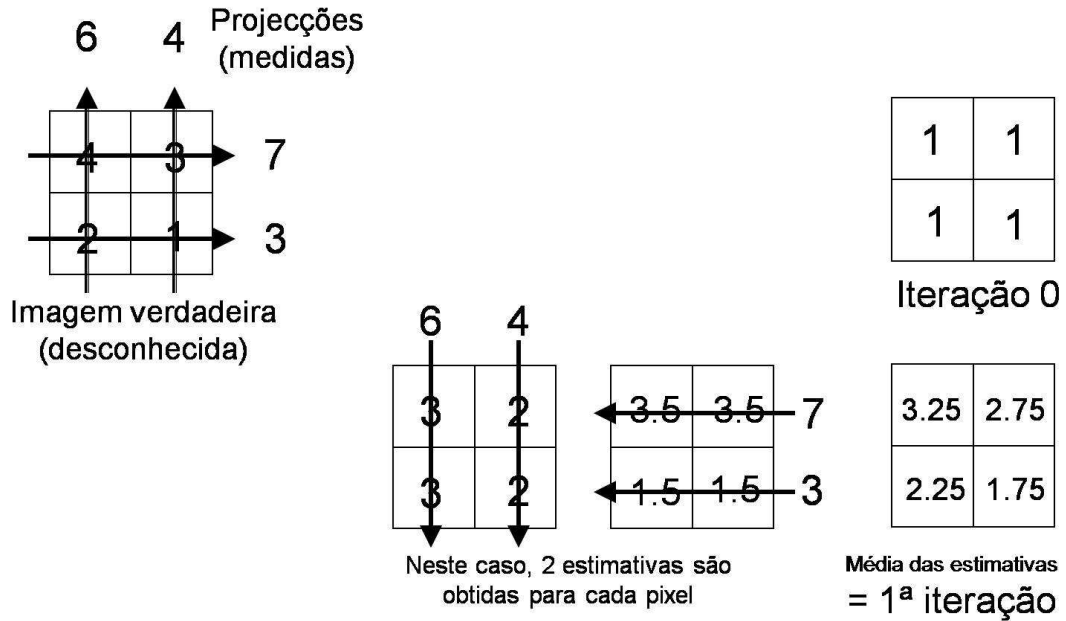 6 4 Projecções
(medidas)
4 3 7
2 1 3
Imagem verdadeira
(desconhecida)
1 1
1 1
Iteração 0
6 4
3 2
3 2
3.5 3.5 7
1.5 1.5 3
Neste caso, 2 estimativas são
obtidas para cada pixel
3.25 2.75
2.25 1.75
Média das estimativas
= 1ª iteração